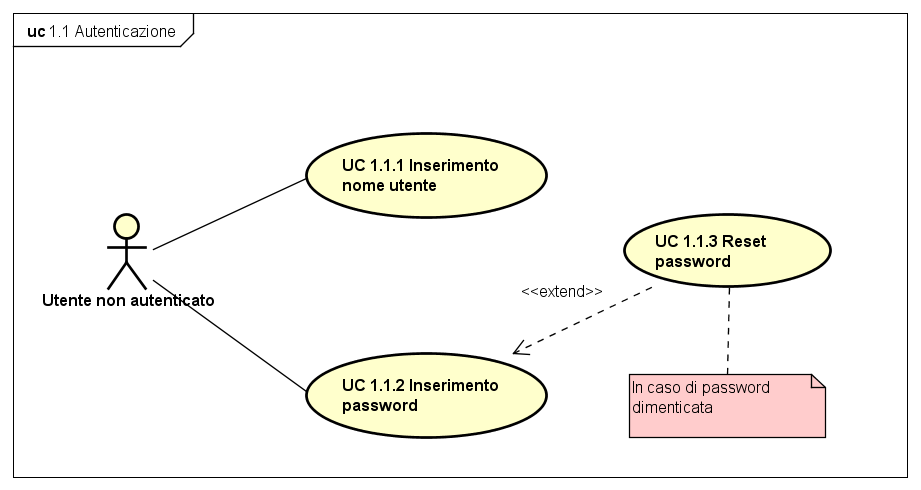 uc 1.1 Autenticazione
UC 1.1.1 Inserimento
nome utente
Utente non autenticato
UC 1.1.3 Reset
password
<<extend>>
UC 1.1.2 Inserimento
password
In caso di password
dimenticata